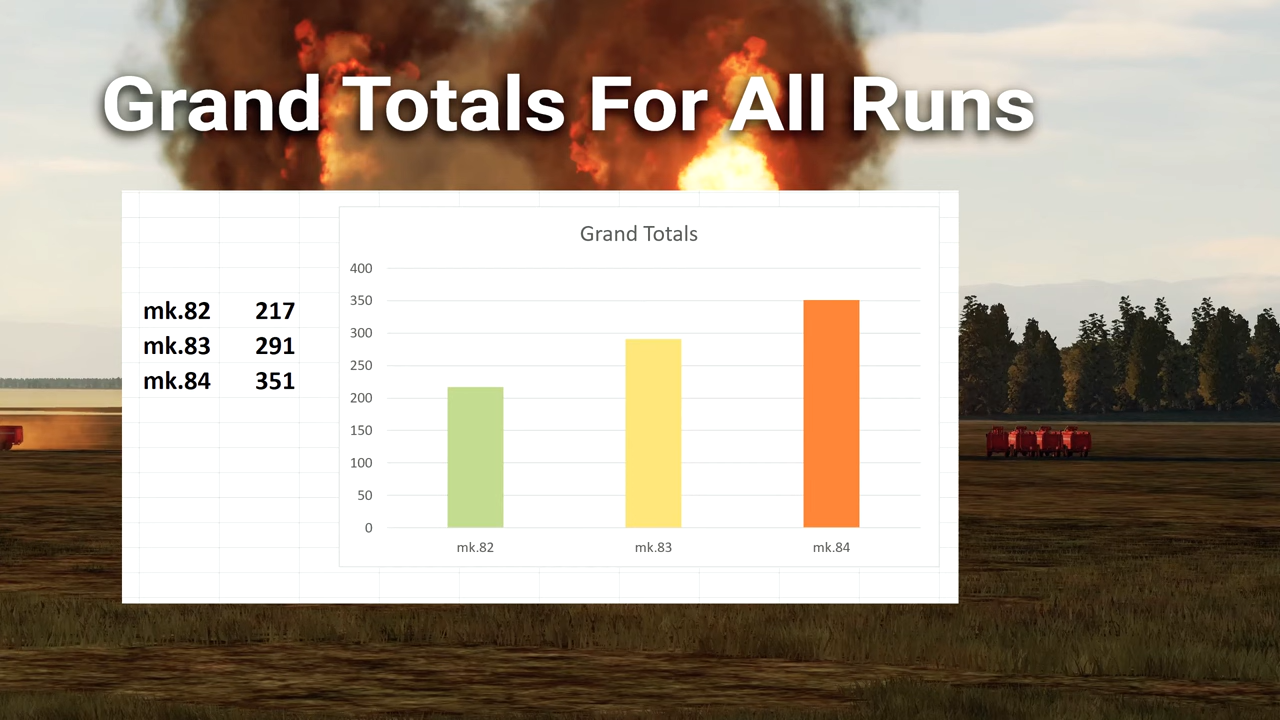 Grand Totals For All Runs
Grand Totals
mk.82 217
mk.83 291
mk.84 351
400
350
300
250
200
150
100
50
0
mk.82 mk.83 mk.84